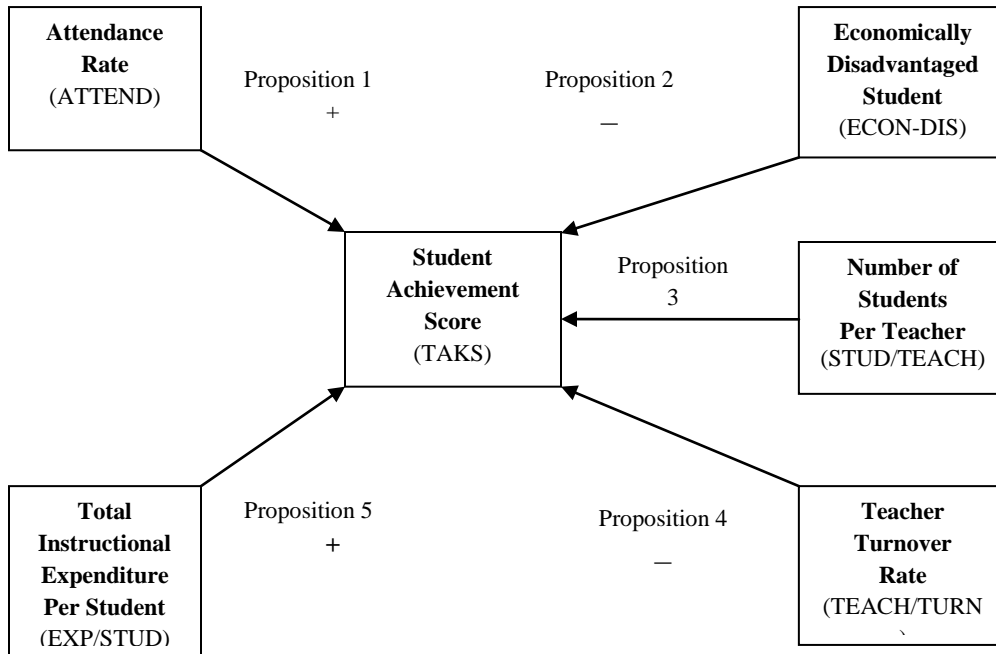 Attendance
Rate
(ATTEND)
Proposition 1
+
Proposition 2
—
Economically
Disadvantaged
Student
(ECON-DIS)
Student
Achievement
Score
(TAKS)
Proposition
3
Number of
Students
Per Teacher
(STUD/TEACH)
Total
Instructional
Expenditure
Per Student
(EXP/STUD)
Proposition 5
+
Proposition 4
—
Teacher
Turnover
Rate
(TEACH/TURN
)